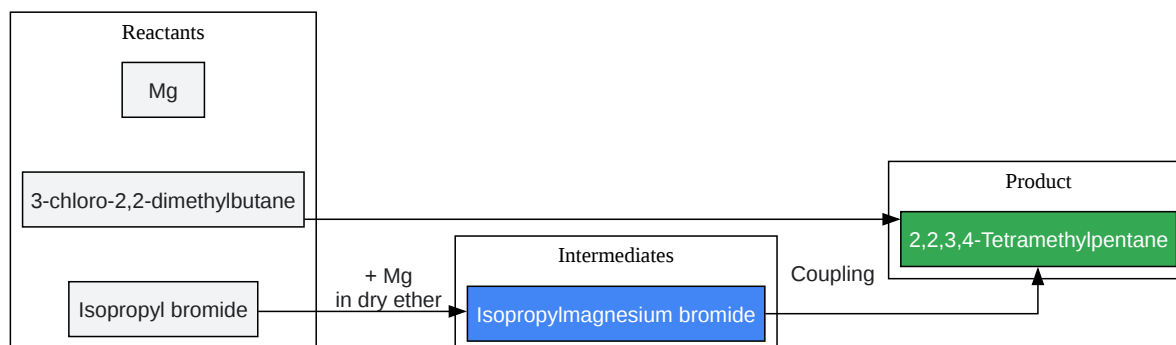 Reactants
Mg
3-chloro-2,2-dimethylbutane
Isopropyl bromide
+ Mg
in dry ether
Intermediates
Isopropylmagnesium bromide
Coupling
Product
2,2,3,4-Tetramethylpentane